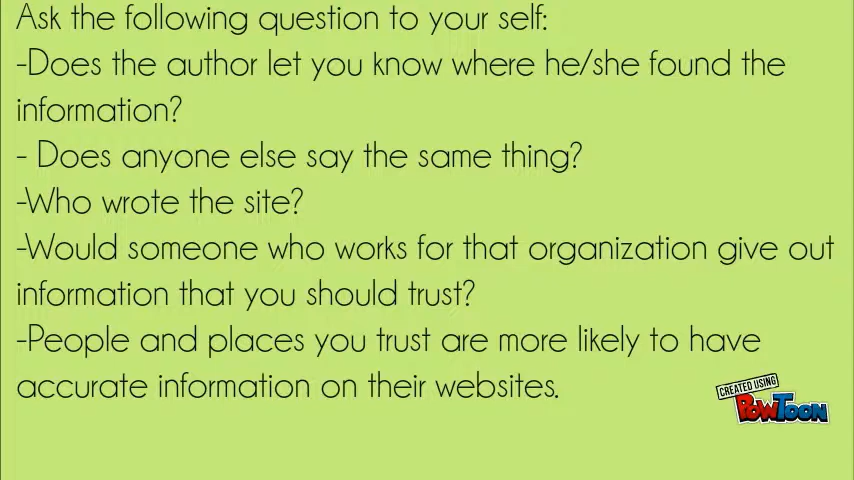 Ask the following question to your self:
-Does the author let you know where he/she found the
information?
- Does anyone else say the same thing?
-Who wrote the site?
-Would someone who works for that organization give out
information that you should trust?
-People and places you trust are more likely to have
accurate information on their websites.
CREATED USING
POWTOON